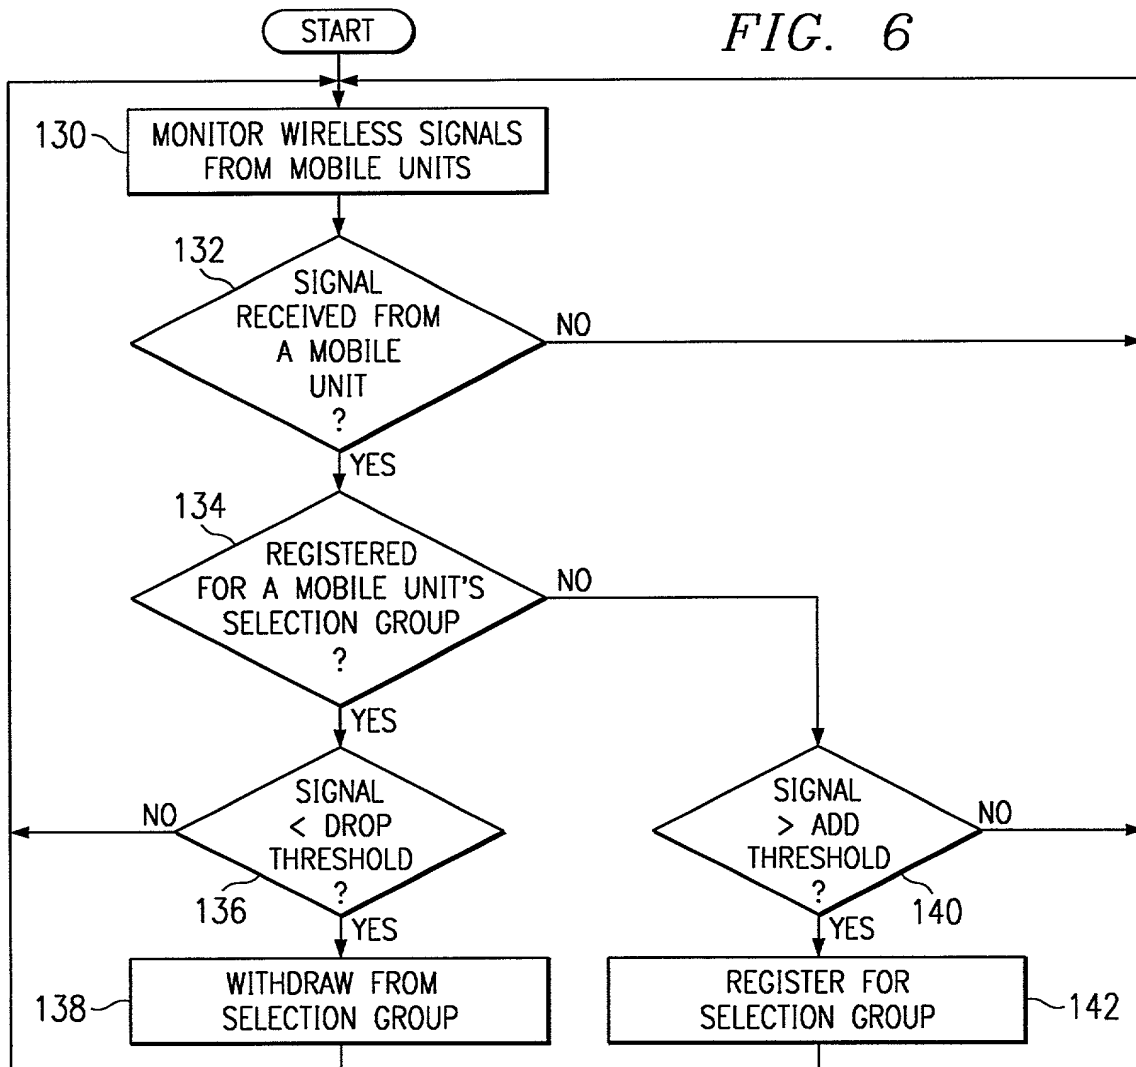 START
FIG. 6
130
MONITOR WIRELESS SIGNALS
FROM MOBILE UNITS
132
SIGNAL
RECEIVED FROM
A MOBILE
UNIT
?
NO
YES
134
REGISTERED
FOR A MOBILE UNIT'S
SELECTION GROUP
?
NO
YES
NO
SIGNAL
< DROP
THRESHOLD
?
136
YES
SIGNAL
> ADD
THRESHOLD
?
NO
140
YES
138
WITHDRAW FROM
SELECTION GROUP
REGISTER FOR
SELECTION GROUP
142